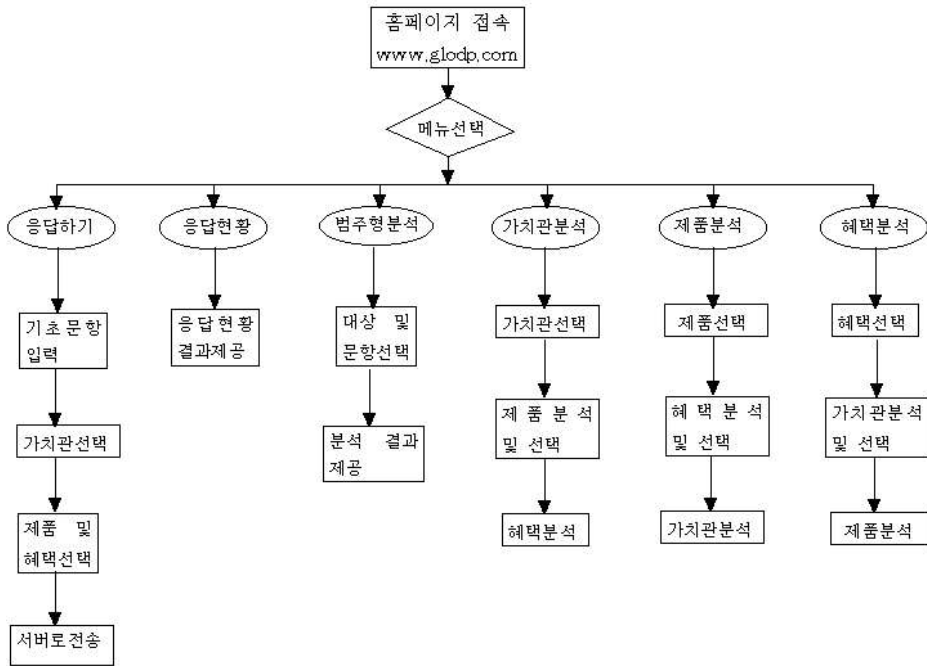 홈페이지 접속
www.glodp.com
메뉴선택
응답하기
응답현황
범주형분석
가치관분석
제품분석
혜택분석
기초문항
입력
응답현황
결과제공
대상 및
문항선택
가치관선택
제품선택
혜택선택
가치관선택
분석 결과
제공
제품분석
및 선택
혜택분석
및 선택
가치관분석
및 선택
제품 및
혜택선택
혜택분석
가치관분석
제품분석
서버로전송